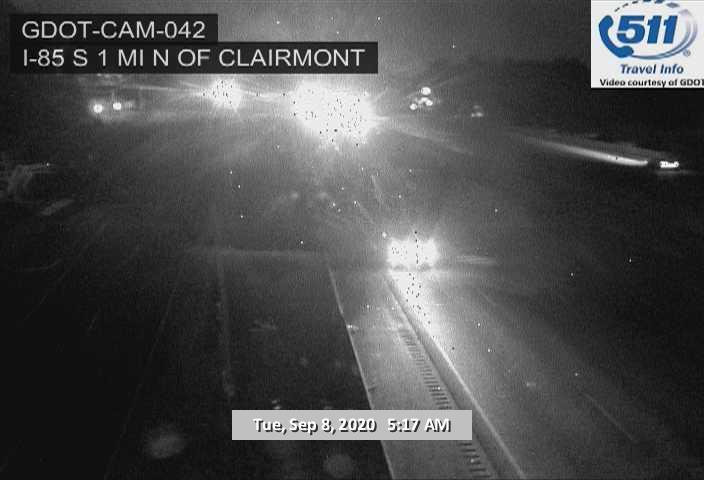 GDOT-CAM-042
I-85 S 1 MI N OF CLAIRMONT
511
Travel Info
Video courtesy of GDOT
Tue, Sep 8, 2020 5:17 AM